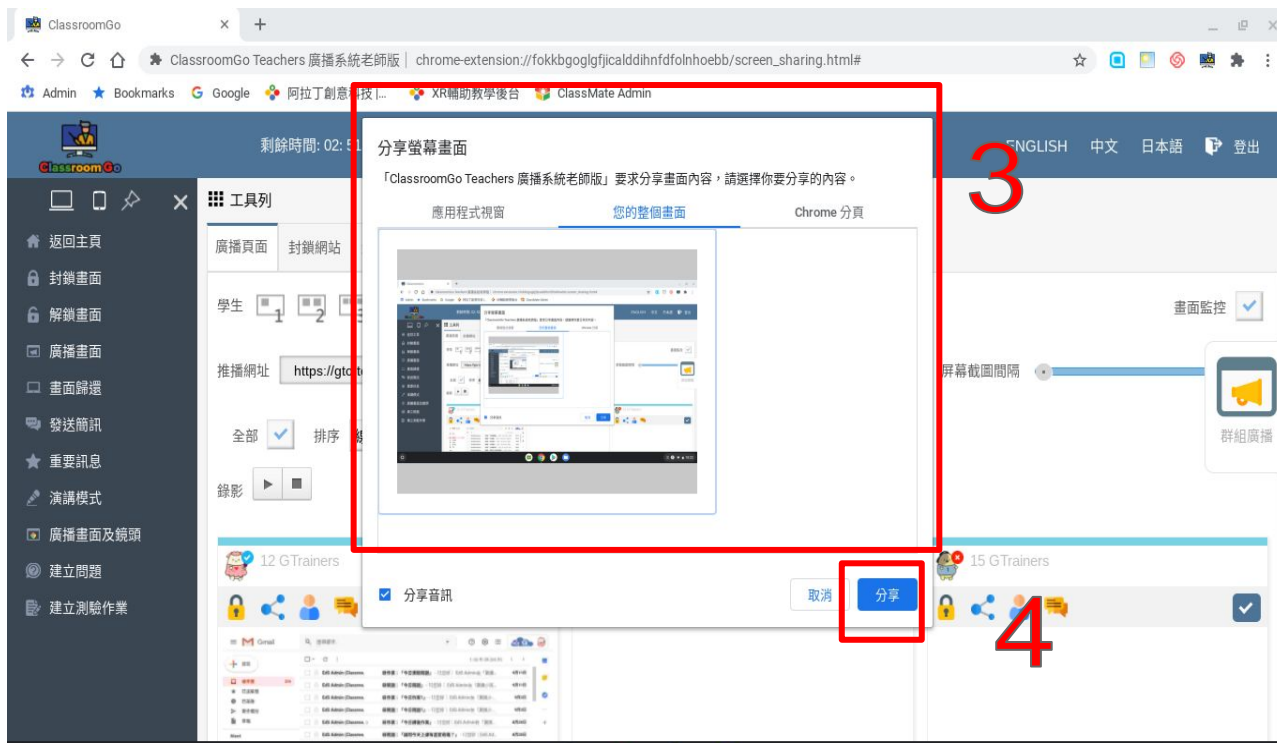 ClassroomGo
ClassroomGo Teachers 廣播系統老師版 chrome-extension://fokkbgoglgfjicalddihnfdfolnhoebb/screen_sharing.html#
Admin Bookmarks Google 阿拉丁創意科技 |... XR輔助教學後台 ClassMate Admin
ClassroomGo
剩餘時間: 02: 51
ENGLISH 中文 日本語 登出
3
返回主頁
封鎖畫面
解鎖畫面
廣播畫面
畫面歸還
發送簡訊
重要訊息
演講模式
廣播畫面及鏡頭
建立問題
建立測驗作業
工具列
廣播頁面 封鎖網站
學生 1 2
畫面監控
推播網址 https://gto
屏幕截圖間隔
全部 排序
群組廣播
錄影
分享螢幕畫面
「ClassroomGo Teachers 廣播系統老師版」要求分享畫面內容，請選擇你要分享的內容。
應用程式視窗 您的整個畫面 Chrome 分頁
分享音訊
取消 分享
4
12 GTrainers
15 GTrainers
Gmail